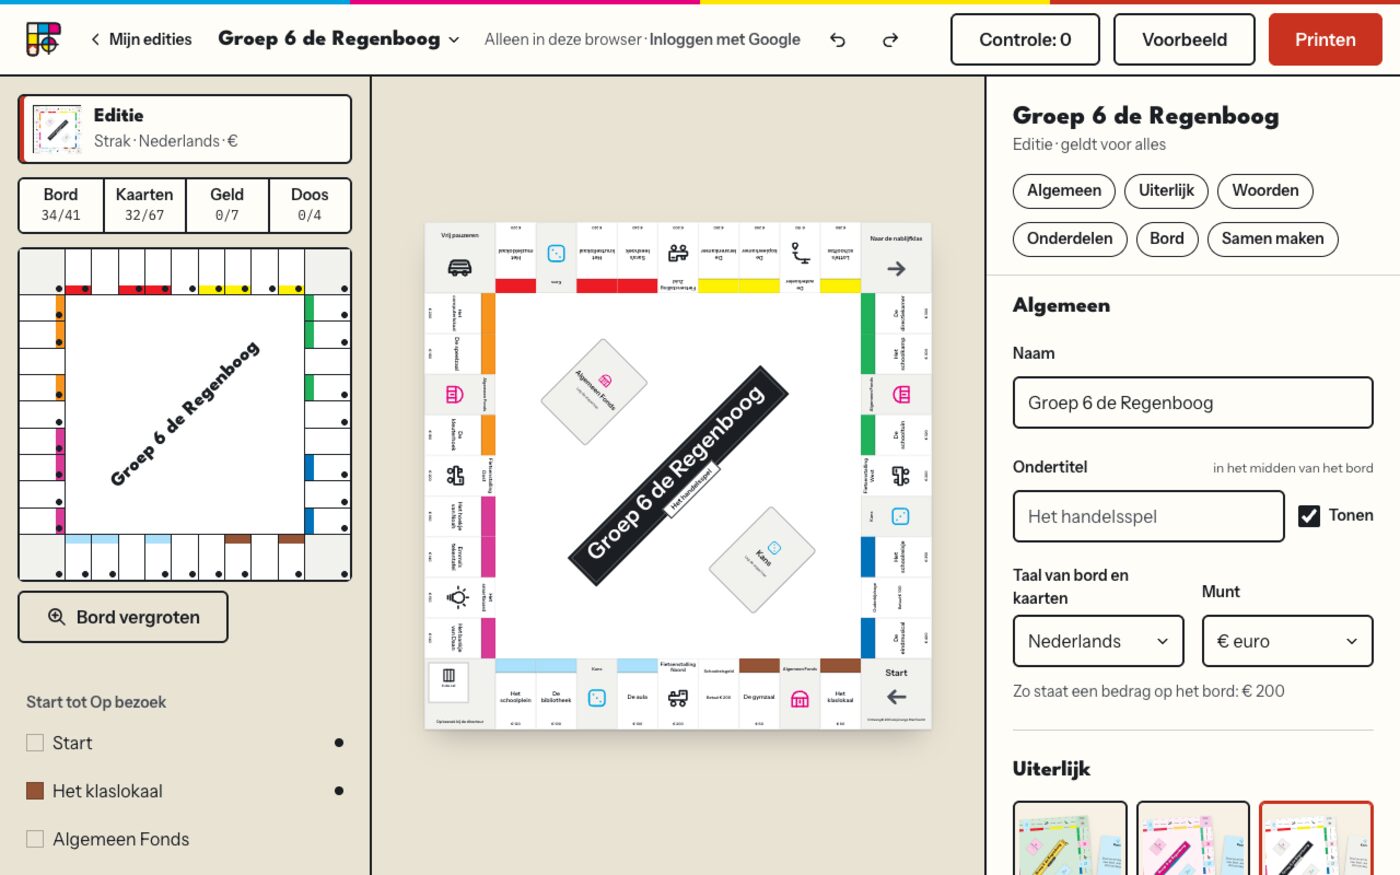 Mijn edities
Groep 6 de Regenboog
Alleen in deze browser · Inloggen met Google
Controle: 0
Voorbeeld
Printen
Editie
Strak · Nederlands · €
Bord
34/41
Kaarten
32/67
Geld
0/7
Doos
0/4
Groep 6 de Regenboog
Bord vergroten
Start tot Op bezoek
Start
Het klaslokaal
Algemeen Fonds
Vrij pauzeren
Naar de nablijfklas
Algemeen Fonds
Groep 6 de Regenboog
Het handelsspel
Kans
Start
Het schoolplein
De bibliotheek
Kans
De aula
Fietsenstalling Noord
Schoolreisgeld
De gymzaal
Algemeen Fonds
Het klaslokaal
Groep 6 de Regenboog
Editie · geldt voor alles
Algemeen
Uiterlijk
Woorden
Onderdelen
Bord
Samen maken
Algemeen
Naam
Groep 6 de Regenboog
Ondertitel
in het midden van het bord
Het handelsspel
Tonen
Taal van bord en
kaarten
Munt
Nederlands
€ euro
Zo staat een bedrag op het bord: € 200
Uiterlijk